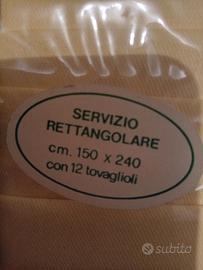 SERVIZIO
RETTANGOLARE
cm. 150 x 240
con 12 tovaglioli
subito